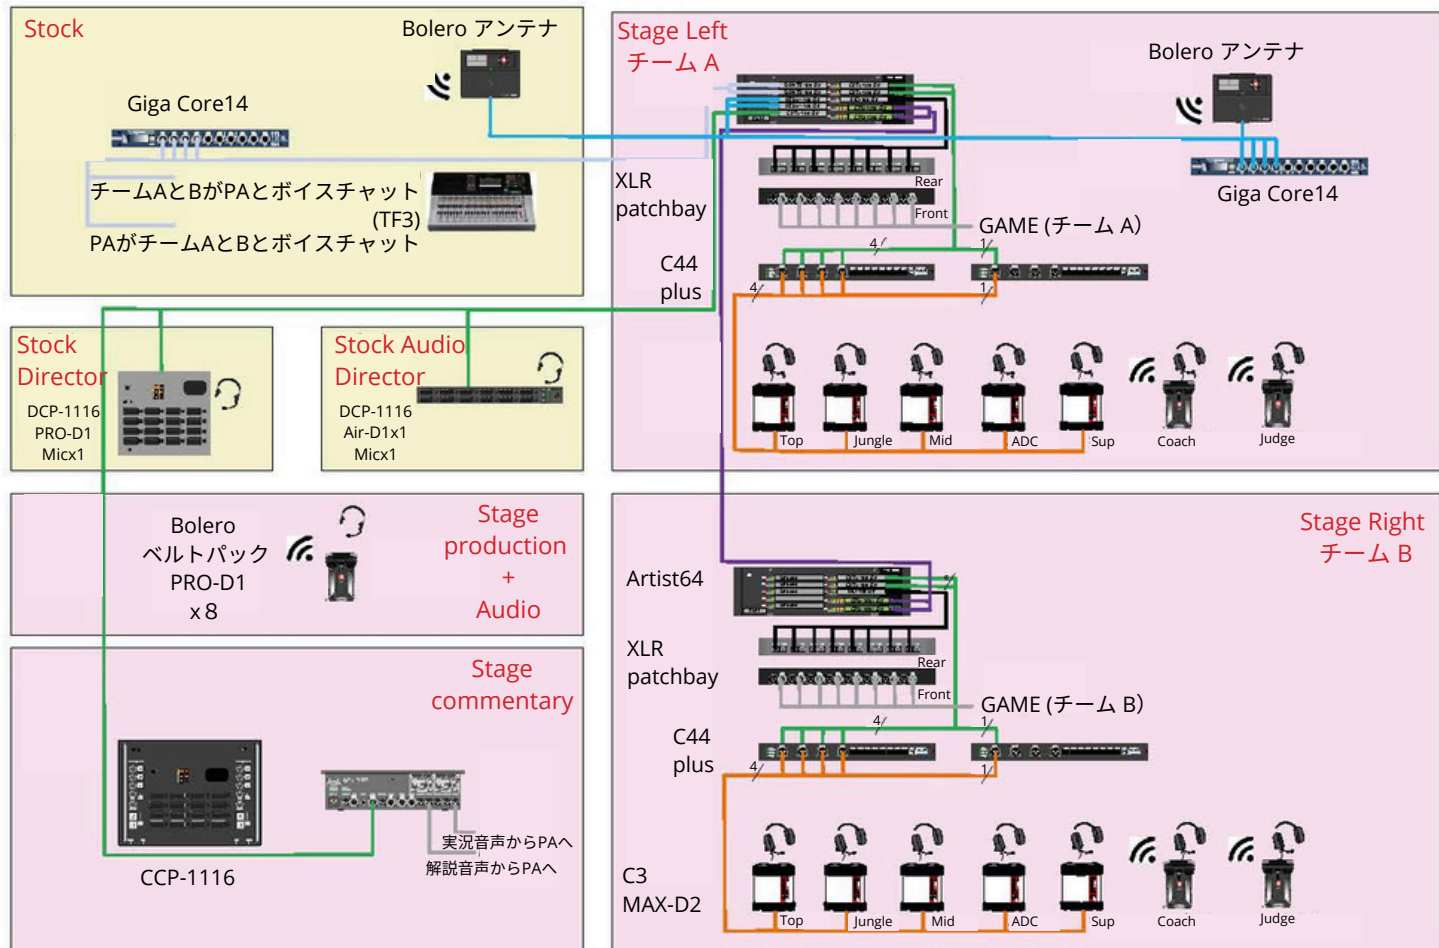 Stock
Bolero アンテナ
Giga Core14
チームAとBがPAとボイスチャット
(TF3)
PAがチームAとBとボイスチャット
Stage Left
チーム A
Bolero アンテナ
XLR
patchbay
Rear
Front
Giga Core14
GAME (チーム A）
C44
plus
4
1
4
1
Top
Jungle
Mid
ADC
Sup
Coach
Judge
Stock
Director
DCP-1116
PRO-D1
Micx1
Stock Audio
Director
DCP-1116
Air-D1x1
Micx1
Bolero
ベルトパック
PRO-D1
x 8
Stage
production
+
Audio
Stage
commentary
実況音声からPAへ
解説音声からPAへ
CCP-1116
Stage Right
チーム B
Artist64
XLR
patchbay
Rear
Front
GAME (チーム B）
C44
plus
4
1
4
1
C3
MAX-D2
Top
Jungle
Mid
ADC
Sup
Coach
Judge